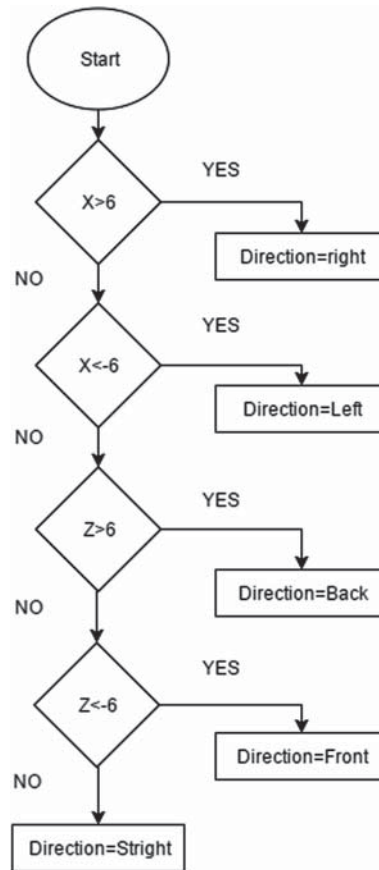 Start
X>6
YES
Direction=right
NO
X<-6
YES
Direction=Left
NO
Z>6
YES
Direction=Back
NO
Z<-6
YES
Direction=Front
NO
Direction=Stright